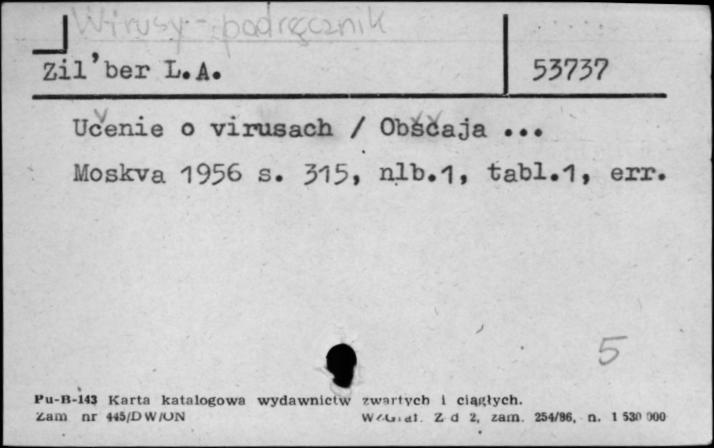 Wirusy - podręcznik
Zil'ber L.A. 53737
Učenie o virusach / Obščaja ...
Moskva 1956 s. 315, nlb.1, tabl.1, err.
5
Pu-B-143 Karta katalogowa wydawnictw zwartych i ciągłych.
Zam nr 445/DW/UN Z d 2, zam. 254/86, n. 1 530 000